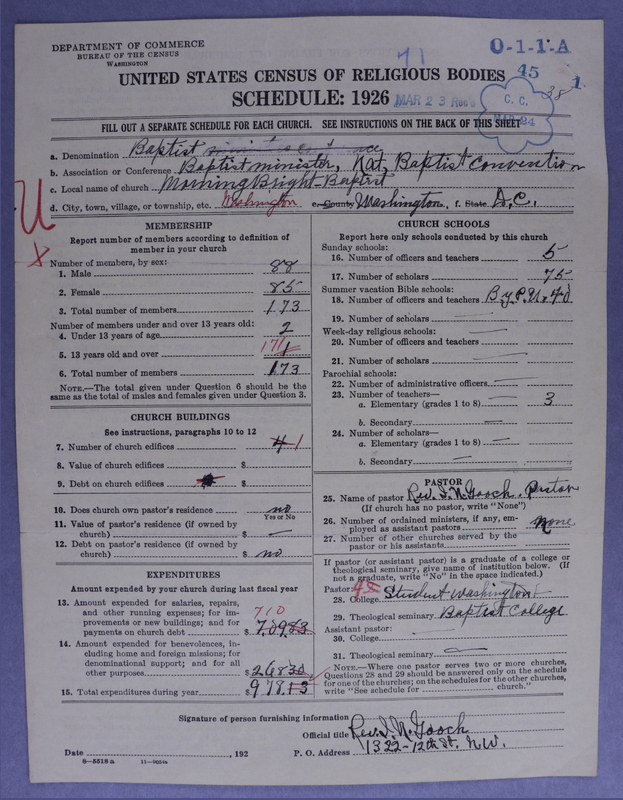 DEPARTMENT OF COMMERCE
BUREAU OF THE CENSUS
WASHINGTON
71
O-1-1-A
UNITED STATES CENSUS OF RELIGIOUS BODIES
45
38
1
SCHEDULE: 1926
MAR 23 Rec'd
C. C.
MAR 24
FILL OUT A SEPARATE SCHEDULE FOR EACH CHURCH. SEE INSTRUCTIONS ON THE BACK OF THIS SHEET
a. Denomination Baptist
b. Association or Conference Baptist minister, Nat, Baptist Convention
c. Local name of church Morning Bright-Baptist
d. City, town, village, or township, etc. Washington e. County Washington, f. State D.C.
U
x
MEMBERSHIP
Report number of members according to definition of
member in your church
Number of members, by sex:
1. Male 88
2. Female 85
3. Total number of members 173
Number of members under and over 13 years old:
4. Under 13 years of age 2
5. 13 years old and over 171
6. Total number of members 173
NOTE.—The total given under Question 6 should be the
same as the total of males and females given under Question 3.
CHURCH BUILDINGS
See instructions, paragraphs 10 to 12
7. Number of church edifices 4 1
8. Value of church edifices $
9. Debt on church edifices $
10. Does church own pastor's residence no
Yes or No
11. Value of pastor's residence (if owned by
church) $ —
12. Debt on pastor's residence (if owned by
church) $ no
EXPENDITURES
Amount expended by your church during last fiscal year
13. Amount expended for salaries, repairs,
and other running expenses; for im-
provements or new buildings; and for
payments on church debt $ 710 70983
14. Amount expended for benevolences, in-
cluding home and foreign missions; for
denominational support; and for all
other purposes $ 26830
15. Total expenditures during year $ 97813
CHURCH SCHOOLS
Report here only schools conducted by this church
Sunday schools:
16. Number of officers and teachers 5
17. Number of scholars 75
Summer vacation Bible schools:
18. Number of officers and teachers B.Y.P.U. 40
19. Number of scholars —
Week-day religious schools:
20. Number of officers and teachers —
21. Number of scholars —
Parochial schools:
22. Number of administrative officers —
23. Number of teachers—
a. Elementary (grades 1 to 8) — 3
b. Secondary —
24. Number of scholars—
a. Elementary (grades 1 to 8) —
b. Secondary —
PASTOR
25. Name of pastor Rev. I. N. Gooch, Pastor
(If church has no pastor, write "None")
26. Number of ordained ministers, if any, em-
ployed as assistant pastors None
27. Number of other churches served by the
pastor or his assistants
If pastor (or assistant pastor) is a graduate of a college or
theological seminary, give name of institution below. (If
not a graduate, write "No" in the space indicated.)
Pastor:
28. College Student Washington
29. Theological seminary Baptist College
Assistant pastor:
30. College —
31. Theological seminary —
NOTE.—Where one pastor serves two or more churches,
Questions 28 and 29 should be answered only on the schedule
for one of the churches; on the schedules for the other churches,
write "See schedule for church."
Signature of person furnishing information
Official title Rev. I. N. Gooch
Date , 192 P. O. Address 1322-12th St. N.W.
8—5518a 11—9664a